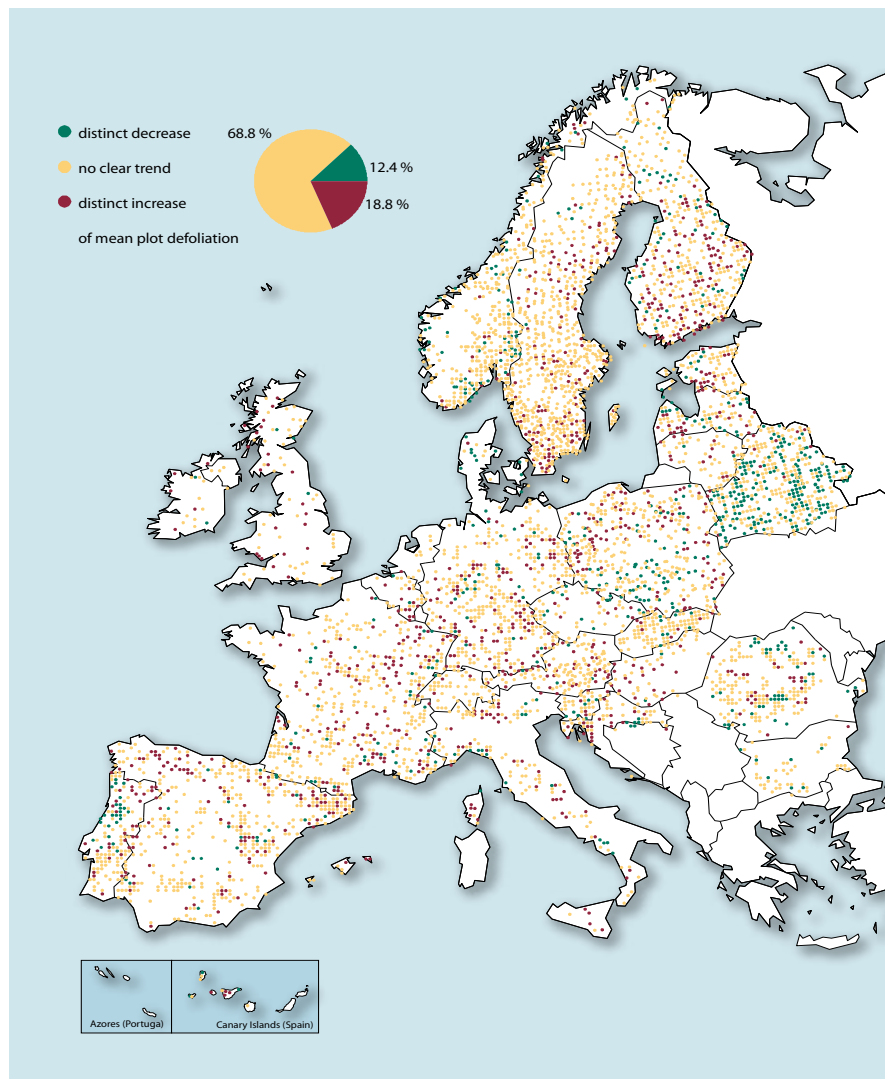 distinct decrease
68.8 %
no clear trend
12.4 %
distinct increase
18.8 %
of mean plot defoliation
Azores (Portuga)
Canary Islands (Spain)